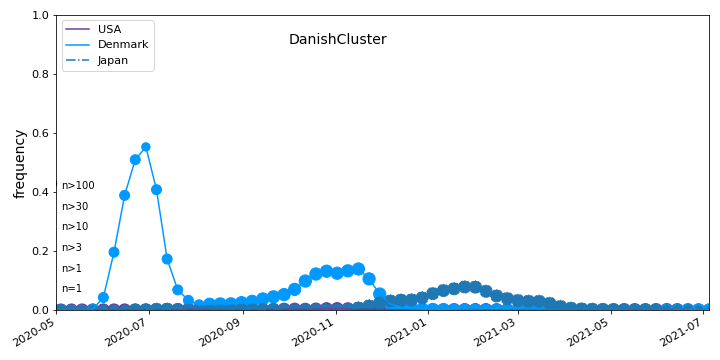 DanishCluster
USA
Denmark
Japan
frequency
1.0
0.8
0.6
0.4
0.2
0.0
n>100
n>30
n>10
n>3
n>1
n=1
2020-05
2020-07
2020-09
2020-11
2021-01
2021-03
2021-05
2021-07